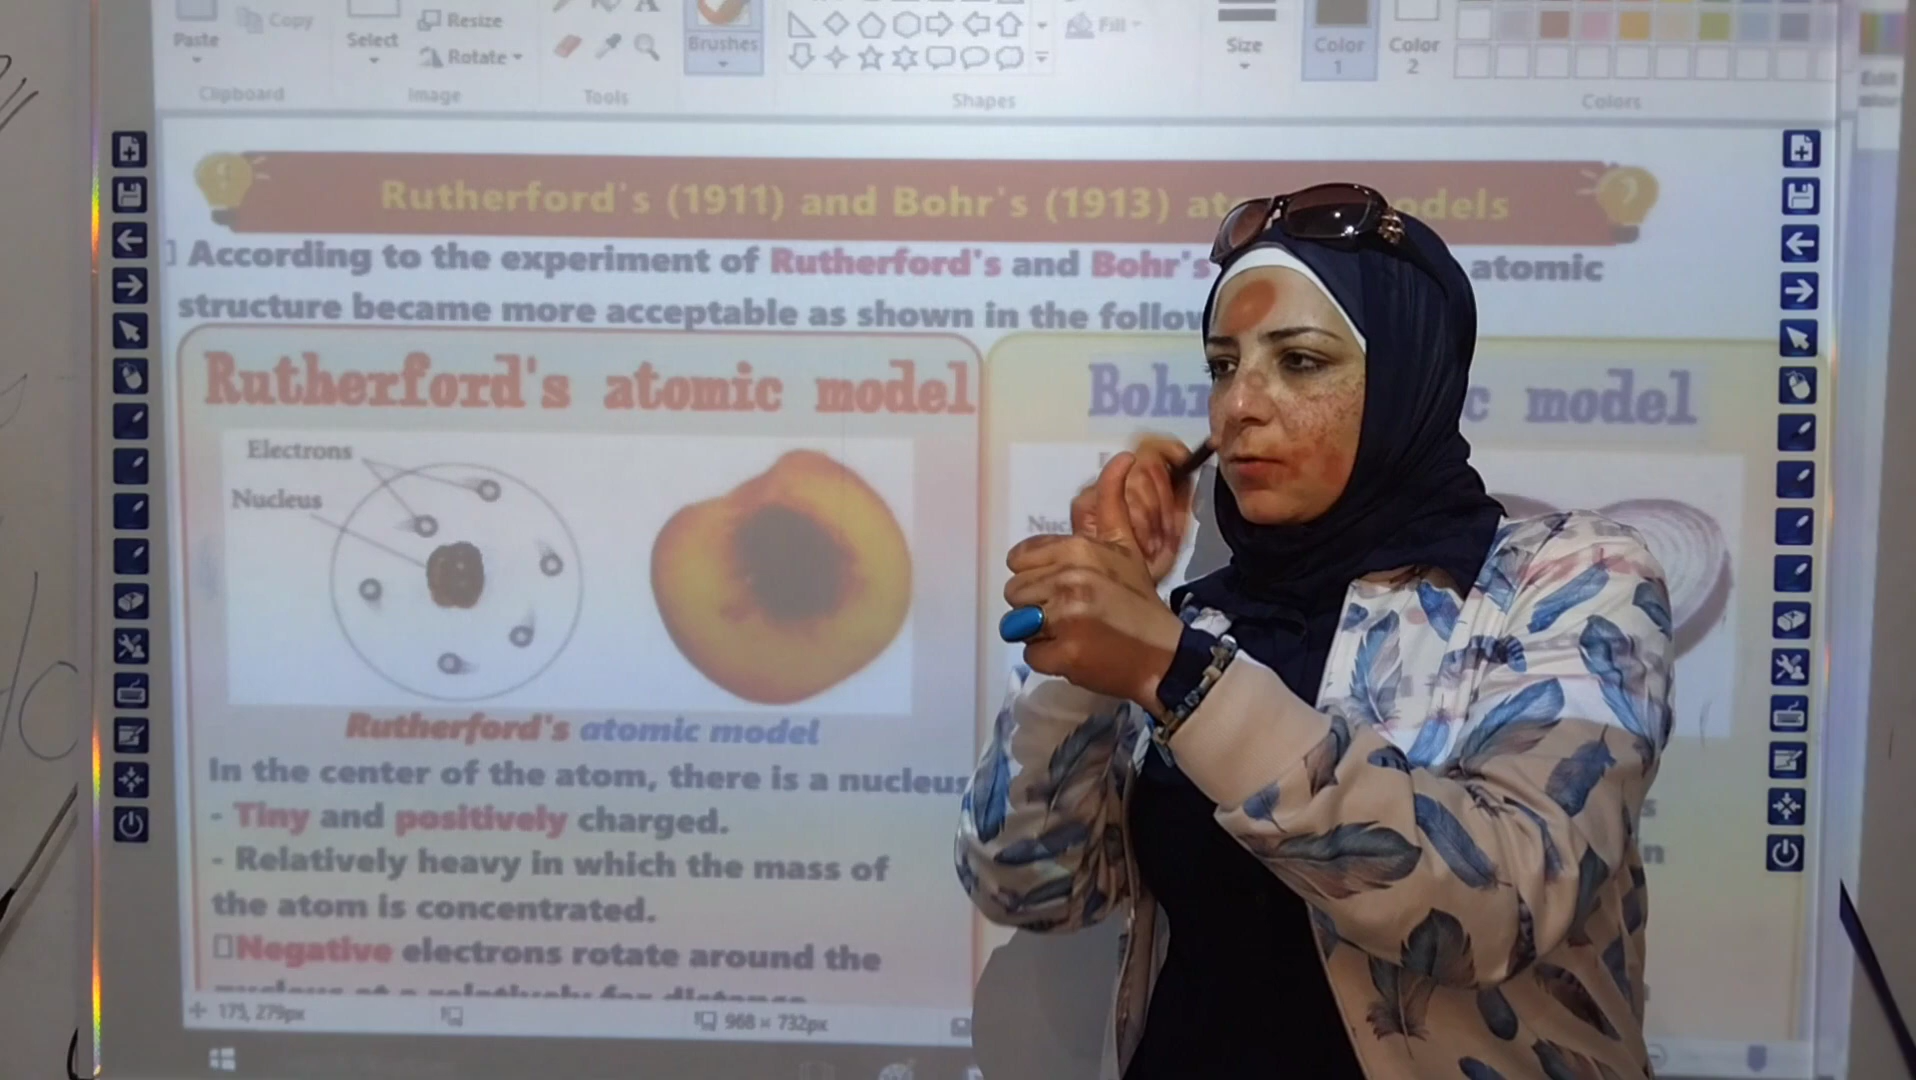 Paste
Copy
Select
Resize
Rotate
Brushes
Fill
Size
Color 1
Color 2
Edit
Clipboard
Image
Tools
Shapes
Colors
Rutherford's (1911) and Bohr's (1913) at odels
According to the experiment of Rutherford's and Bohr's atomic
structure became more acceptable as shown in the follow
Rutherford's atomic model
Electrons
Nucleus
Rutherford's atomic model
In the center of the atom, there is a nucleus
- Tiny and positively charged.
- Relatively heavy in which the mass of
the atom is concentrated.
Negative electrons rotate around the
Bohr c model
Nuc
175, 279px
968 × 732px